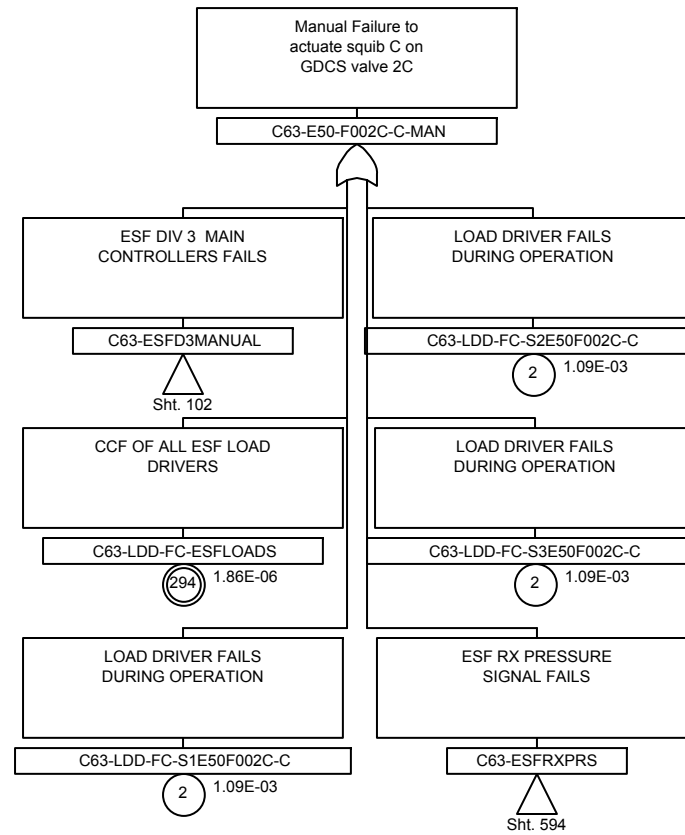 Manual Failure to
actuate squib C on
GDCS valve 2C
C63-E50-F002C-C-MAN
ESF DIV 3 MAIN
CONTROLLERS FAILS
C63-ESFD3MANUAL
Sht. 102
LOAD DRIVER FAILS
DURING OPERATION
C63-LDD-FC-S2E50F002C-C
2
1.09E-03
CCF OF ALL ESF LOAD
DRIVERS
C63-LDD-FC-ESFLOADS
294
1.86E-06
LOAD DRIVER FAILS
DURING OPERATION
C63-LDD-FC-S3E50F002C-C
2
1.09E-03
LOAD DRIVER FAILS
DURING OPERATION
C63-LDD-FC-S1E50F002C-C
2
1.09E-03
ESF RX PRESSURE
SIGNAL FAILS
C63-ESFRXPRS
Sht. 594